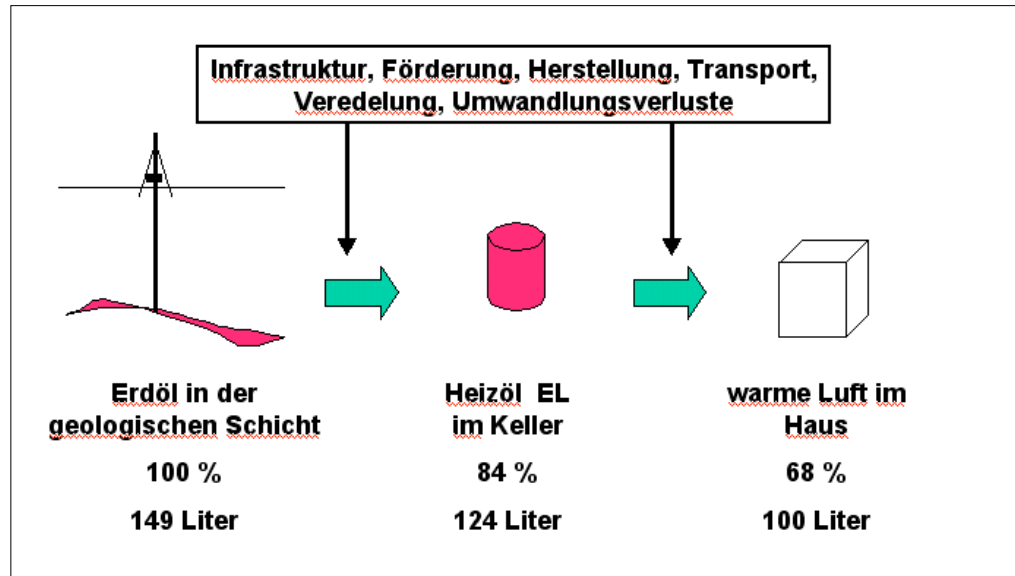 Infrastruktur, Förderung, Herstellung, Transport,
Veredelung, Umwandlungsverluste
Erdöl in der
geologischen Schicht
100 %
149 Liter
Heizöl EL
im Keller
84 %
124 Liter
warme Luft im
Haus
68 %
100 Liter